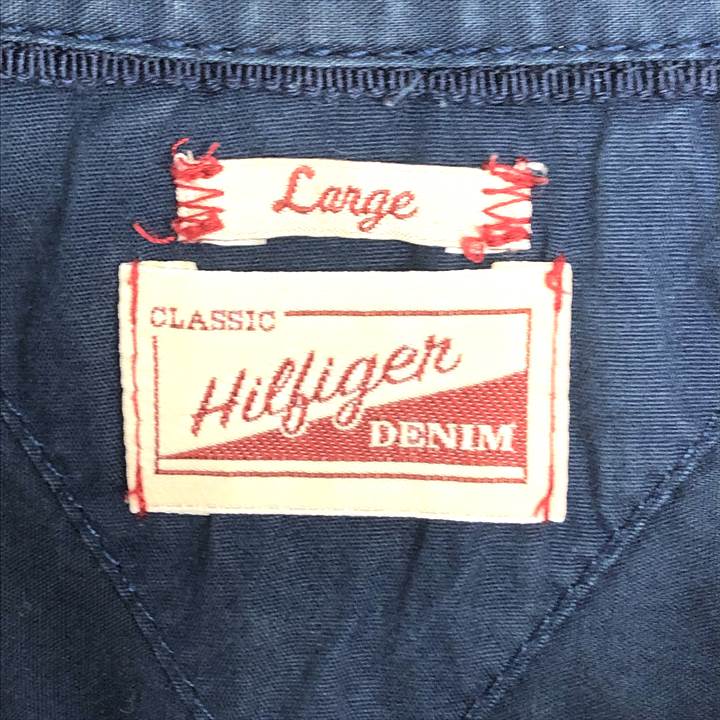 Large
CLASSIC
Hilfiger
DENIM